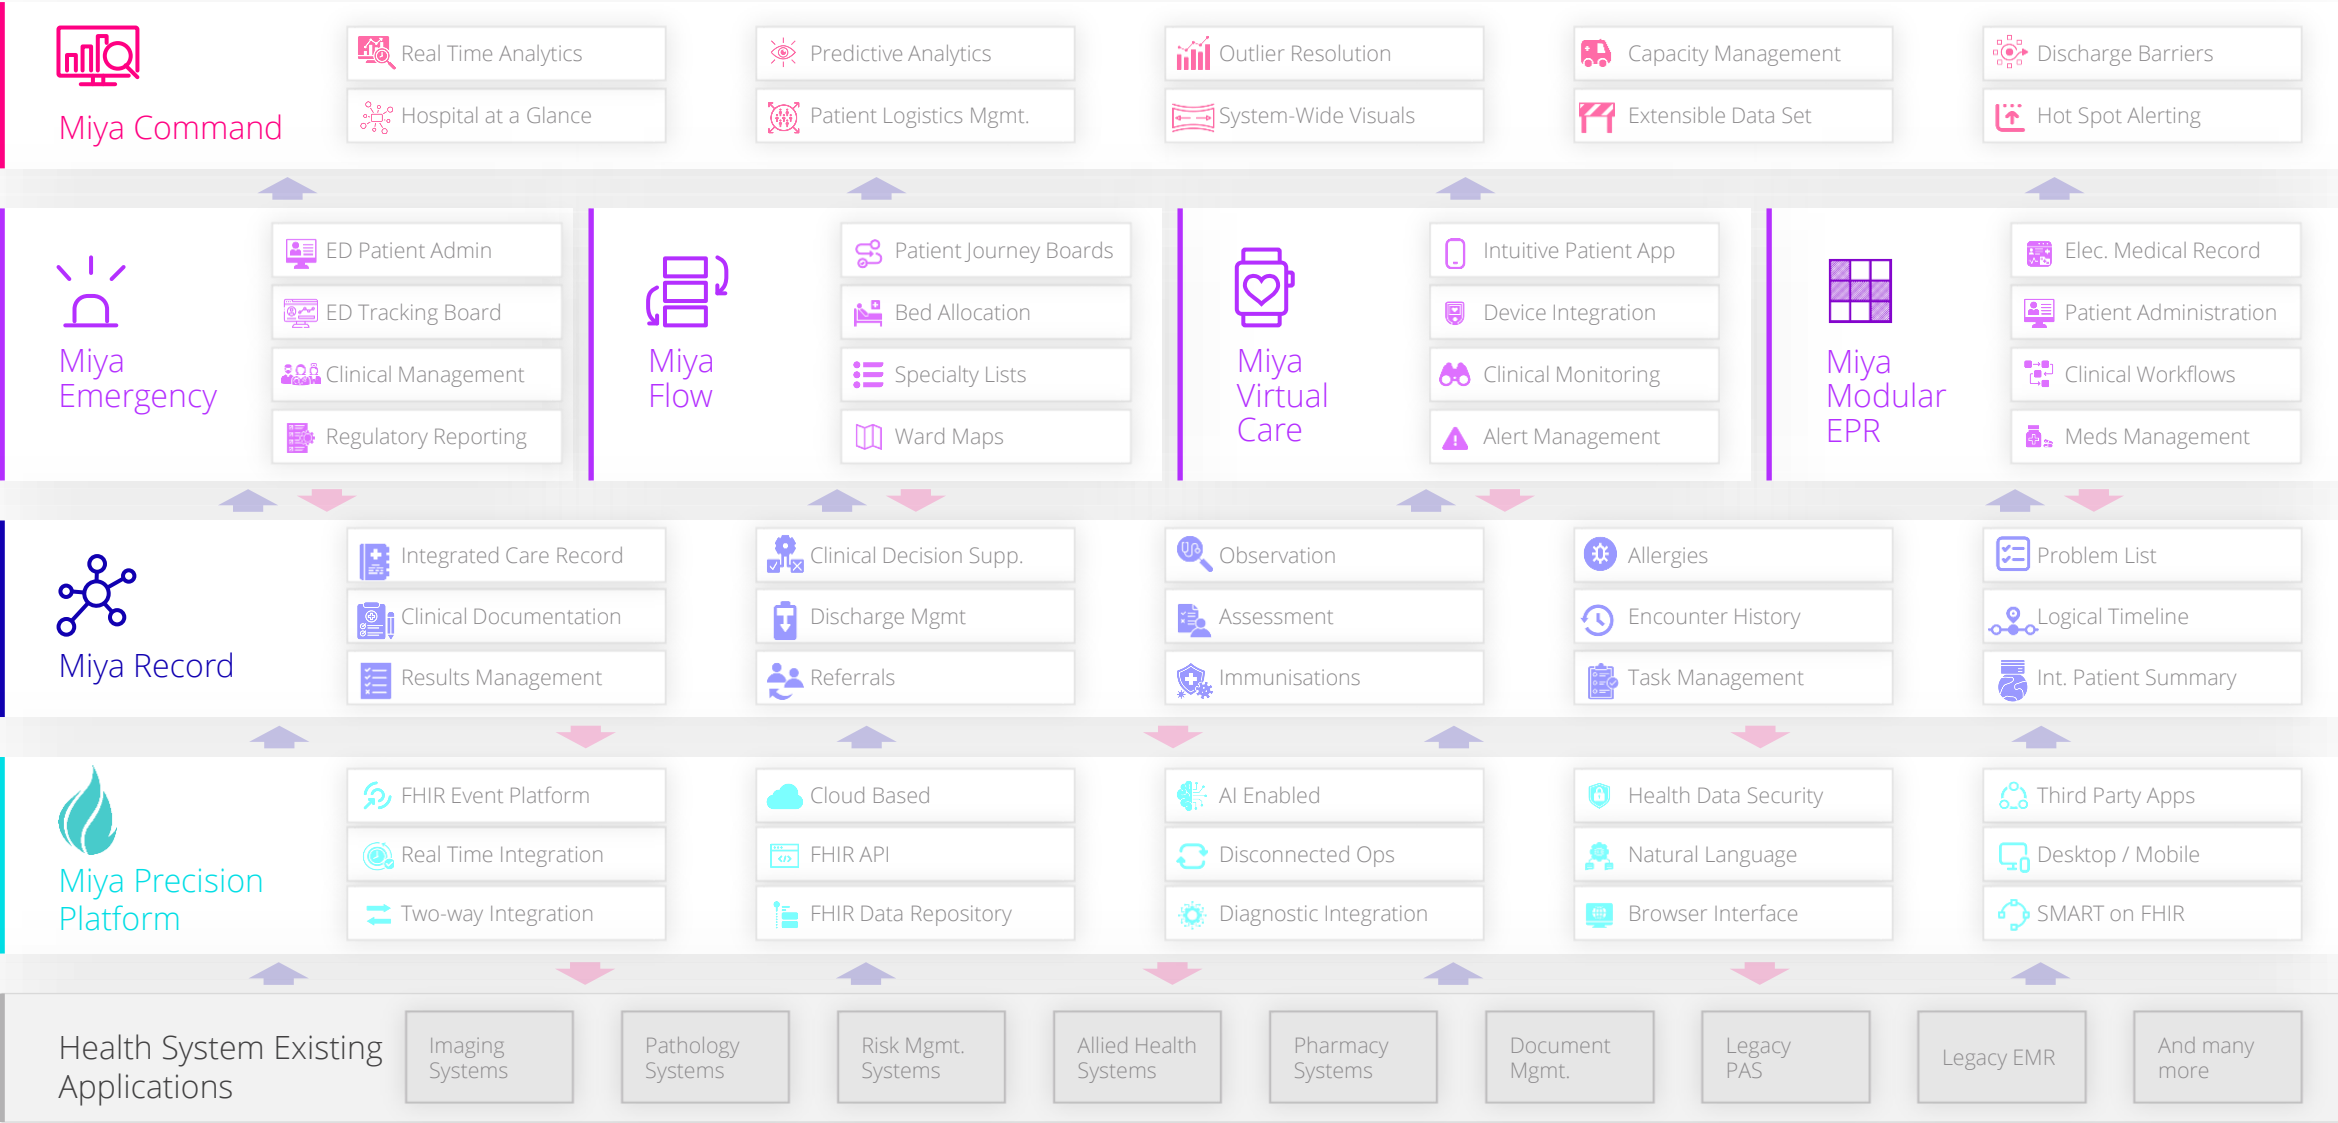 Miya Command
Real Time Analytics
Predictive Analytics
Outlier Resolution
Capacity Management
Discharge Barriers
Hospital at a Glance
Patient Logistics Mgmt.
System-Wide Visuals
Extensible Data Set
Hot Spot Alerting
Miya
Emergency
ED Patient Admin
ED Tracking Board
Clinical Management
Regulatory Reporting
Miya
Flow
Patient Journey Boards
Bed Allocation
Specialty Lists
Ward Maps
Miya
Virtual
Care
Intuitive Patient App
Device Integration
Clinical Monitoring
Alert Management
Miya
Modular
EPR
Elec. Medical Record
Patient Administration
Clinical Workflows
Meds Management
Miya Record
Integrated Care Record
Clinical Decision Supp.
Observation
Allergies
Problem List
Clinical Documentation
Discharge Mgmt
Assessment
Encounter History
Logical Timeline
Results Management
Referrals
Immunisations
Task Management
Int. Patient Summary
Miya Precision
Platform
FHIR Event Platform
Cloud Based
AI Enabled
Health Data Security
Third Party Apps
Real Time Integration
FHIR API
Disconnected Ops
Natural Language
Desktop / Mobile
Two-way Integration
FHIR Data Repository
Diagnostic Integration
Browser Interface
SMART on FHIR
Health System Existing
Applications
Imaging
Systems
Pathology
Systems
Risk Mgmt.
Systems
Allied Health
Systems
Pharmacy
Systems
Document
Mgmt.
Legacy
PAS
Legacy EMR
And many
more